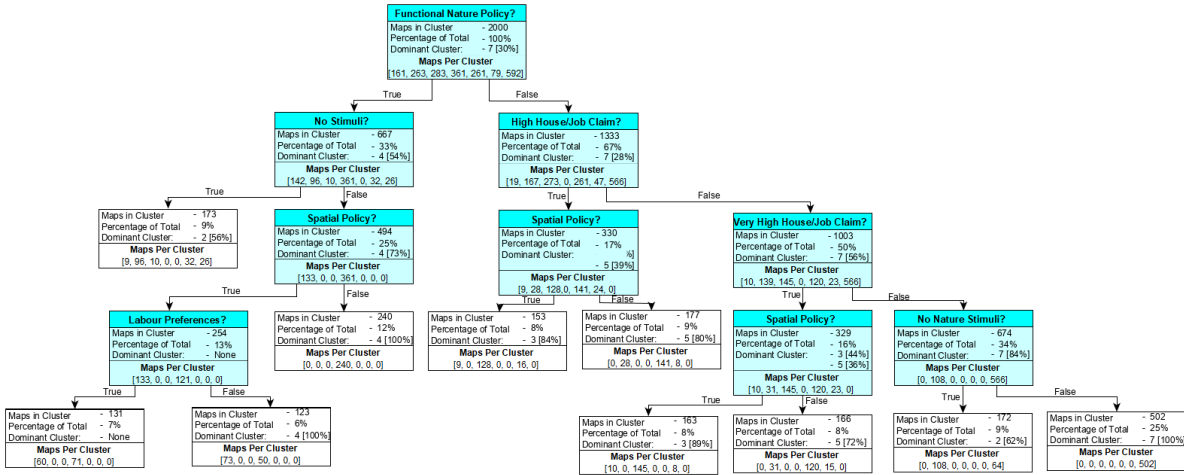 Functional Nature Policy?
Maps in Cluster - 2000
Percentage of Total - 100%
Dominant Cluster: - 7 [30%]
Maps Per Cluster
[161, 263, 283, 361, 261, 79, 592]
True
False
No Stimuli?
Maps in Cluster - 667
Percentage of Total - 33%
Dominant Cluster: - 4 [54%]
Maps Per Cluster
[142, 96, 10, 361, 0, 32, 26]
High House/Job Claim?
Maps in Cluster - 1333
Percentage of Total - 67%
Dominant Cluster: - 7 [28%]
Maps Per Cluster
[19, 167, 273, 0, 261, 47, 566]
True
False
True
False
Maps in Cluster - 173
Percentage of Total - 9%
Dominant Cluster: - 2 [56%]
Maps Per Cluster
[9, 96, 10, 0, 0, 32, 26]
Spatial Policy?
Maps in Cluster - 494
Percentage of Total - 25%
Dominant Cluster: - 4 [73%]
Maps Per Cluster
[133, 0, 0, 361, 0, 0, 0]
Spatial Policy?
Maps in Cluster - 330
Percentage of Total - 17%
Dominant Cluster:
- 5 [39%]
Maps Per Cluster
[9, 28, 128,0, 141, 24, 0]
Very High House/Job Claim?
Maps in Cluster - 1003
Percentage of Total - 50%
Dominant Cluster: - 7 [56%]
Maps Per Cluster
[10, 139, 145, 0, 120, 23, 566]
True
False
True
False
True
False
Labour Preferences?
Maps in Cluster - 254
Percentage of Total - 13%
Dominant Cluster: - None
Maps Per Cluster
[133, 0, 0, 121, 0, 0, 0]
Maps in Cluster - 240
Percentage of Total - 12%
Dominant Cluster: - 4 [100%]
Maps Per Cluster
[0, 0, 0, 240, 0, 0, 0]
Maps in Cluster - 153
Percentage of Total - 8%
Dominant Cluster: - 3 [84%]
Maps Per Cluster
[9, 0, 128, 0, 0, 16, 0]
Maps in Cluster - 177
Percentage of Total - 9%
Dominant Cluster: - 5 [80%]
Maps Per Cluster
[0, 28, 0, 0, 141, 8, 0]
Spatial Policy?
Maps in Cluster - 329
Percentage of Total - 16%
Dominant Cluster: - 3 [44%]
- 5 [36%]
Maps Per Cluster
[10, 31, 145, 0, 120, 23, 0]
No Nature Stimuli?
Maps in Cluster - 674
Percentage of Total - 34%
Dominant Cluster: - 7 [84%]
Maps Per Cluster
[0, 108, 0, 0, 0, 0, 566]
True
False
True
False
True
False
Maps in Cluster - 131
Percentage of Total - 7%
Dominant Cluster: - None
Maps Per Cluster
[60, 0, 0, 71, 0, 0, 0]
Maps in Cluster - 123
Percentage of Total - 6%
Dominant Cluster: - 4 [100%]
Maps Per Cluster
[73, 0, 0, 50, 0, 0, 0]
Maps in Cluster - 163
Percentage of Total - 8%
Dominant Cluster: - 3 [89%]
Maps Per Cluster
[10, 0, 145, 0, 0, 8, 0]
Maps in Cluster - 166
Percentage of Total - 8%
Dominant Cluster: - 5 [72%]
Maps Per Cluster
[0, 31, 0, 0, 120, 15, 0]
Maps in Cluster - 172
Percentage of Total - 9%
Dominant Cluster - 2 [62%]
Maps Per Cluster
[0, 108, 0, 0, 0, 0, 64]
Maps in Cluster - 502
Percentage of Total - 25%
Dominant Cluster: - 7 [100%]
Maps Per Cluster
[0, 0, 0, 0, 0, 0, 502]